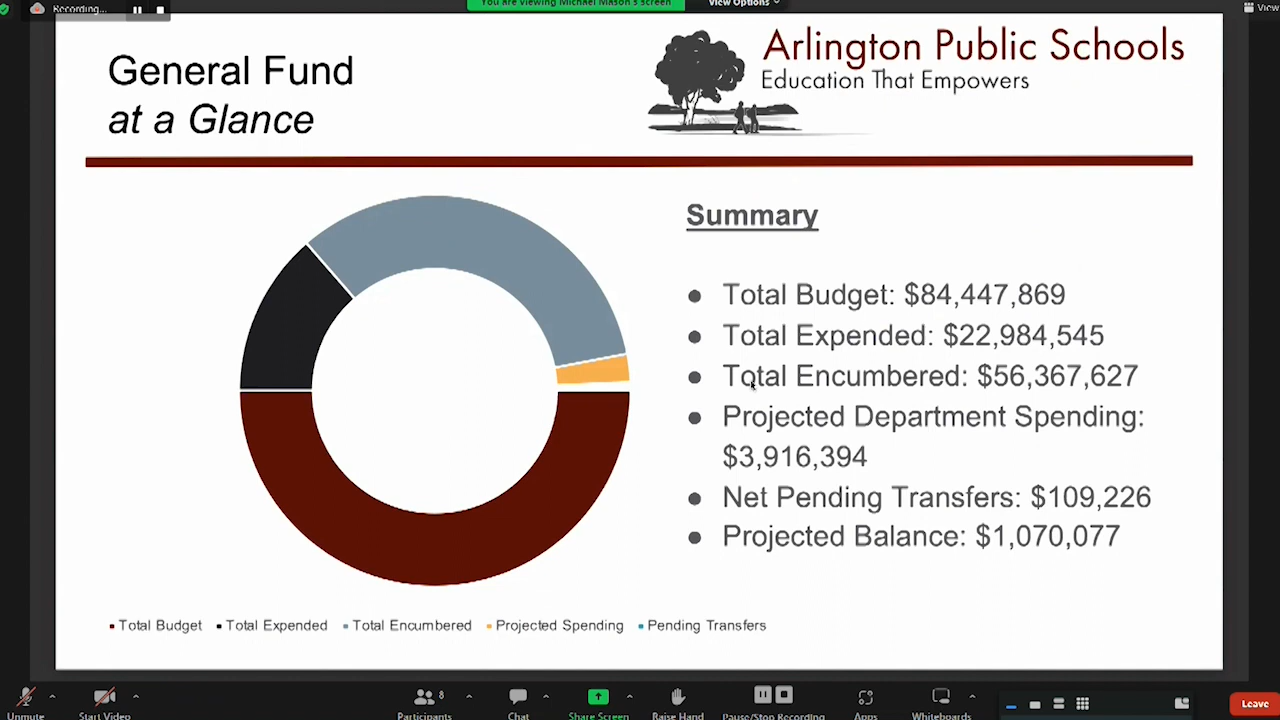 Recording...
You are viewing Michael Mason's screen
View Options
View
General Fund
at a Glance
Arlington Public Schools
Education That Empowers
Summary
● Total Budget: $84,447,869
● Total Expended: $22,984,545
● Total Encumbered: $56,367,627
● Projected Department Spending:
$3,916,394
● Net Pending Transfers: $109,226
● Projected Balance: $1,070,077
Total Budget Total Expended Total Encumbered Projected Spending Pending Transfers
8
Unmute Start Video Participants Chat Share Screen Raise Hand Pause/Stop Recording Apps Whiteboards
Leave